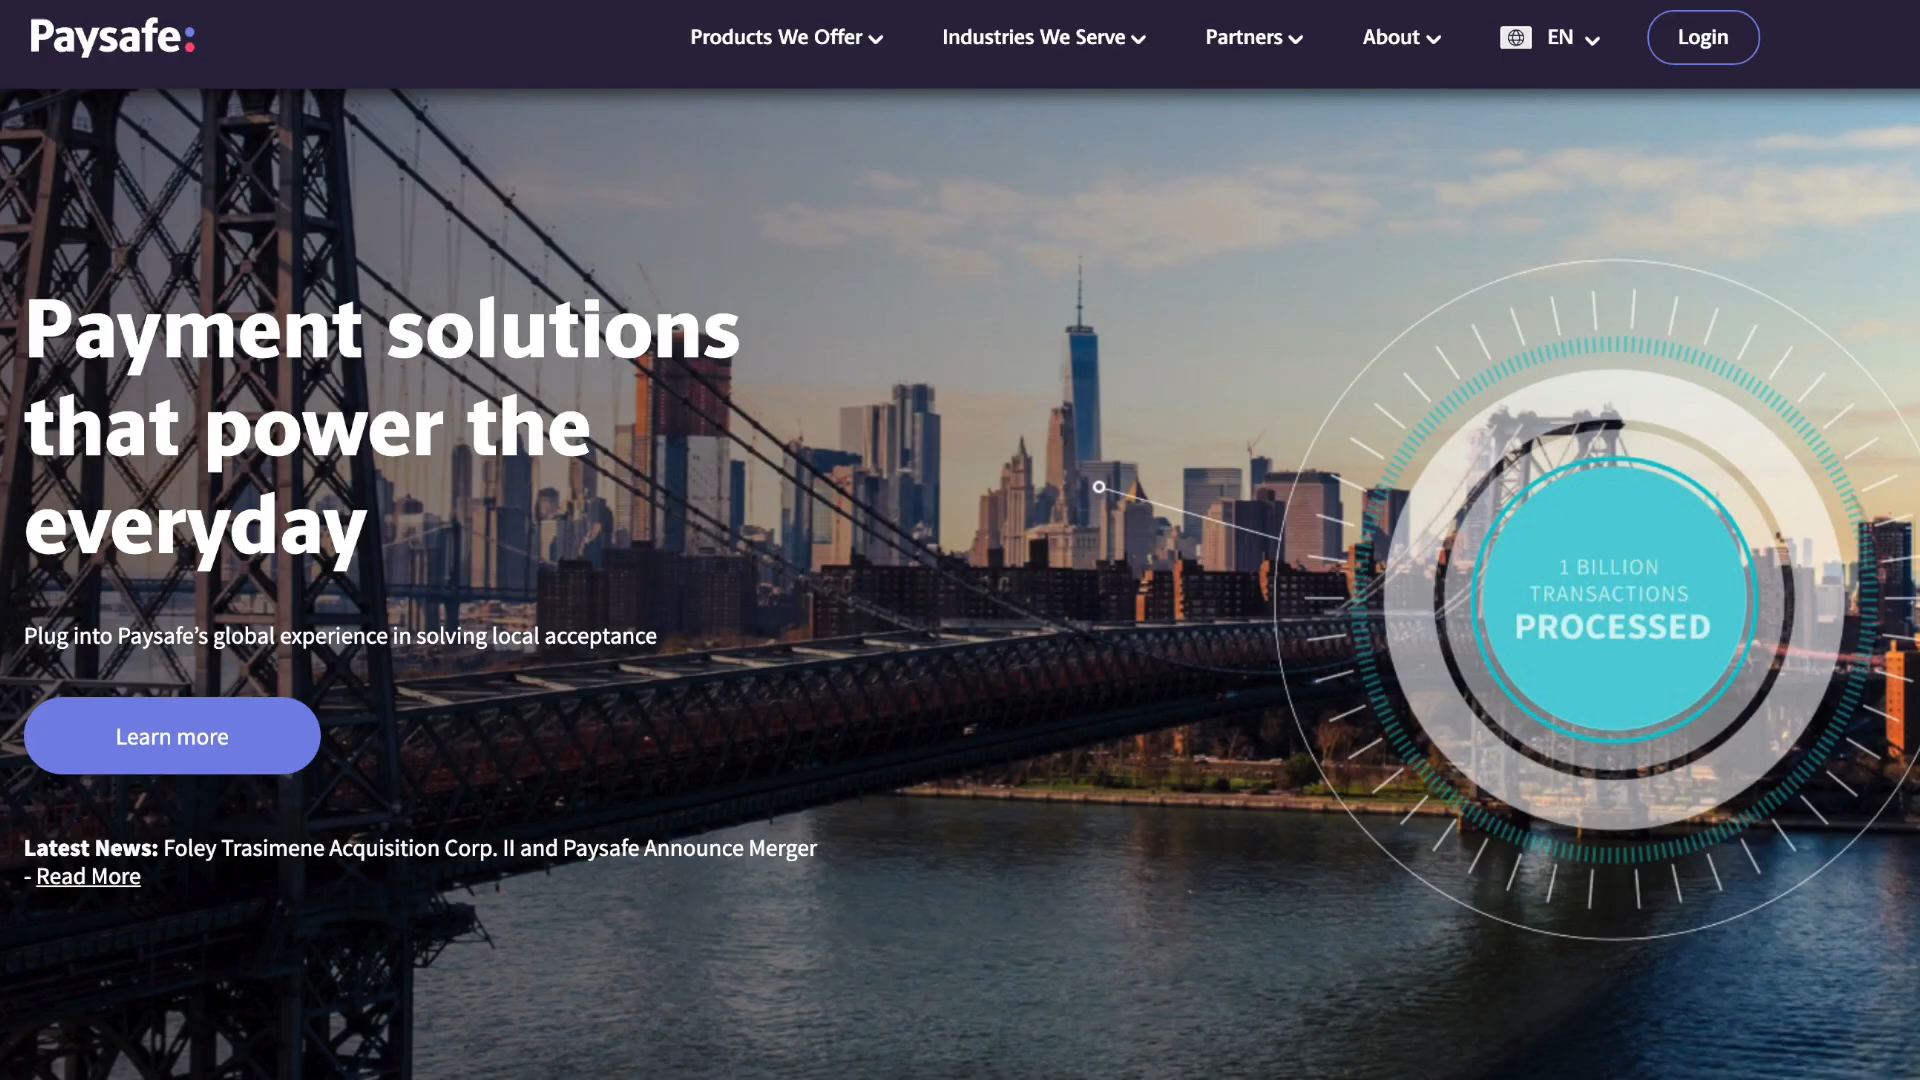 Paysafe:
Products We Offer
Industries We Serve
Partners
About
EN
Login
Payment solutions
that power the
everyday
Plug into Paysafe’s global experience in solving local acceptance
Learn more
Latest News: Foley Trasimene Acquisition Corp. II and Paysafe Announce Merger
- Read More
1 BILLION
TRANSACTIONS
PROCESSED